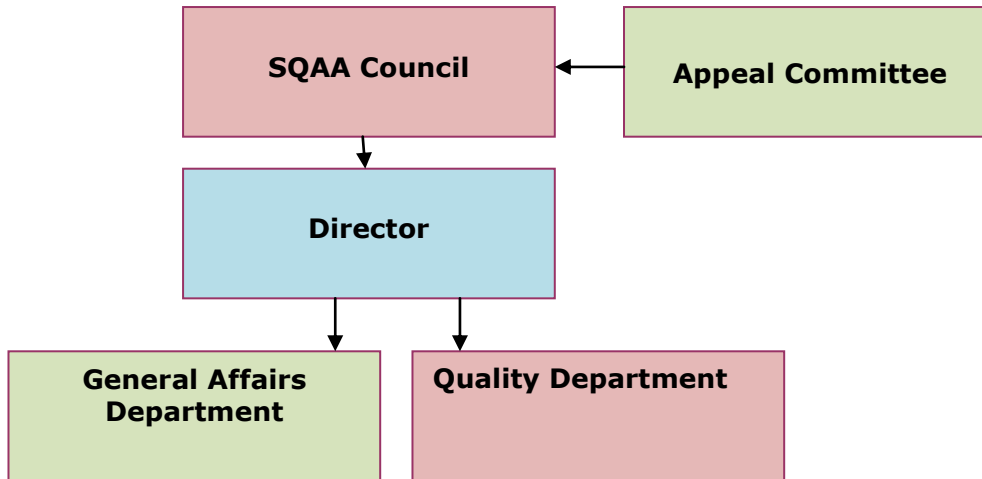 SQAA Council
Appeal Committee
Director
General Affairs
Department
Quality Department